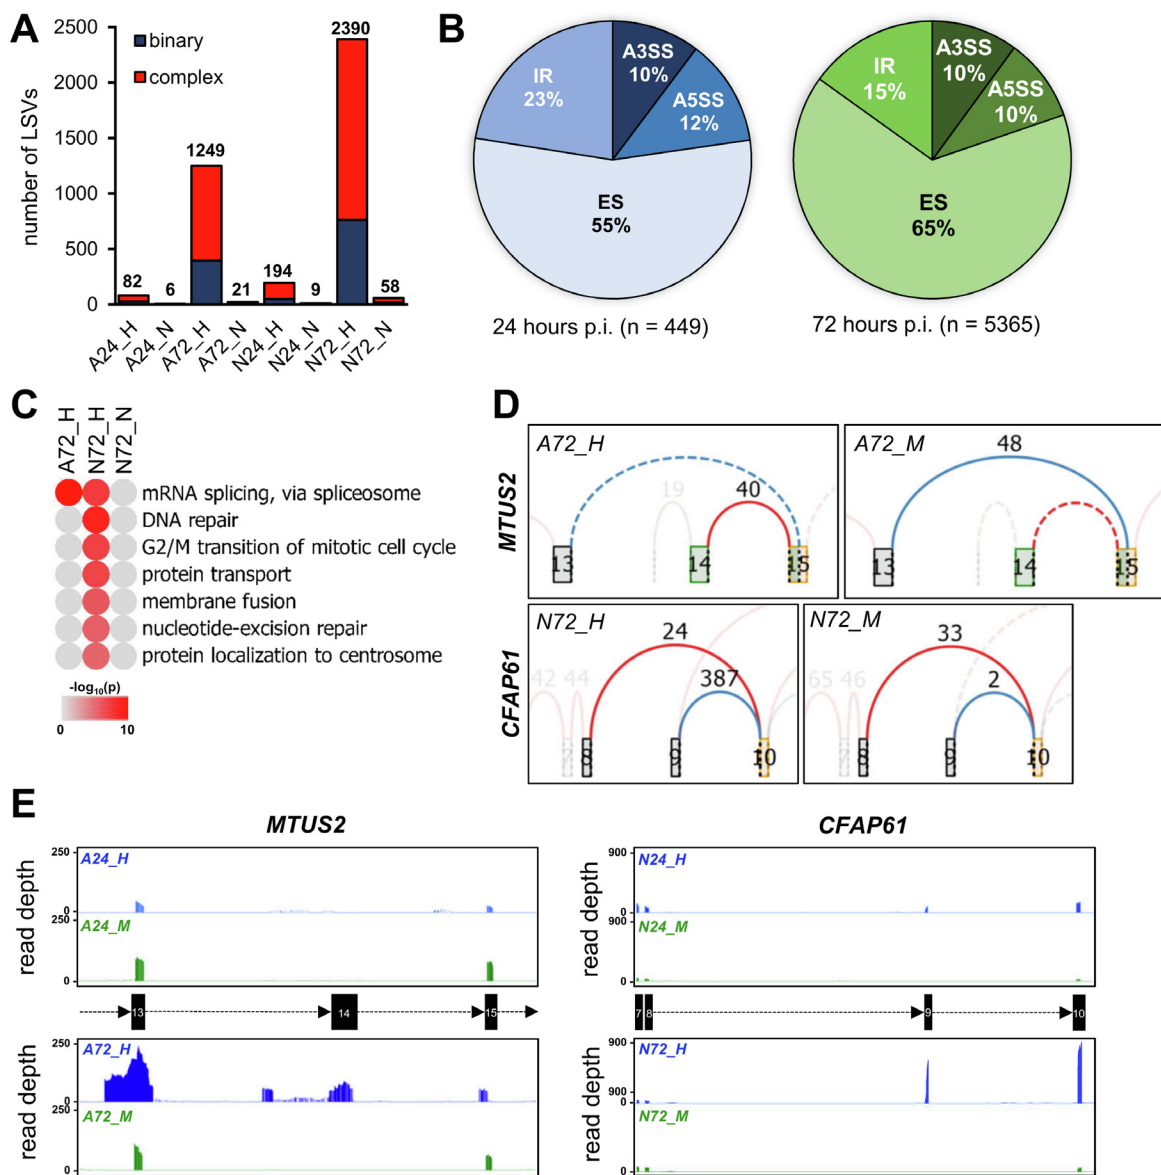 A
number of LSVs
2500
2000
1500
1000
500
0
binary
complex
82
6
1249
21
194
9
2390
58
A24_H
A24_N
A72_H
A72_N
N24_H
N24_N
N72_H
N72_N
B
IR
23%
A3SS
10%
A5SS
12%
ES
55%
24 hours p.i. (n = 449)
IR
15%
A3SS
10%
A5SS
10%
ES
65%
72 hours p.i. (n = 5365)
C
A72_H
N72_H
N72_N
mRNA splicing, via spliceosome
DNA repair
G2/M transition of mitotic cell cycle
protein transport
membrane fusion
nucleotide-excision repair
protein localization to centrosome
-log10(p)
0 10
D
MTUS2
A72_H
19
40
13
14
15
A72_M
48
13
14
15
CFAP61
N72_H
24
387
42 44
7 8 9 10
N72_M
33
2
65 46
7 8 9 10
E
MTUS2
read depth
250
A24_H
0
250
A24_M
0
13 14 15
read depth
250
A72_H
0
250
A72_M
0
CFAP61
read depth
900
N24_H
0
900
N24_M
0
7 8 9 10
read depth
900
N72_H
900
0
N72_M
0